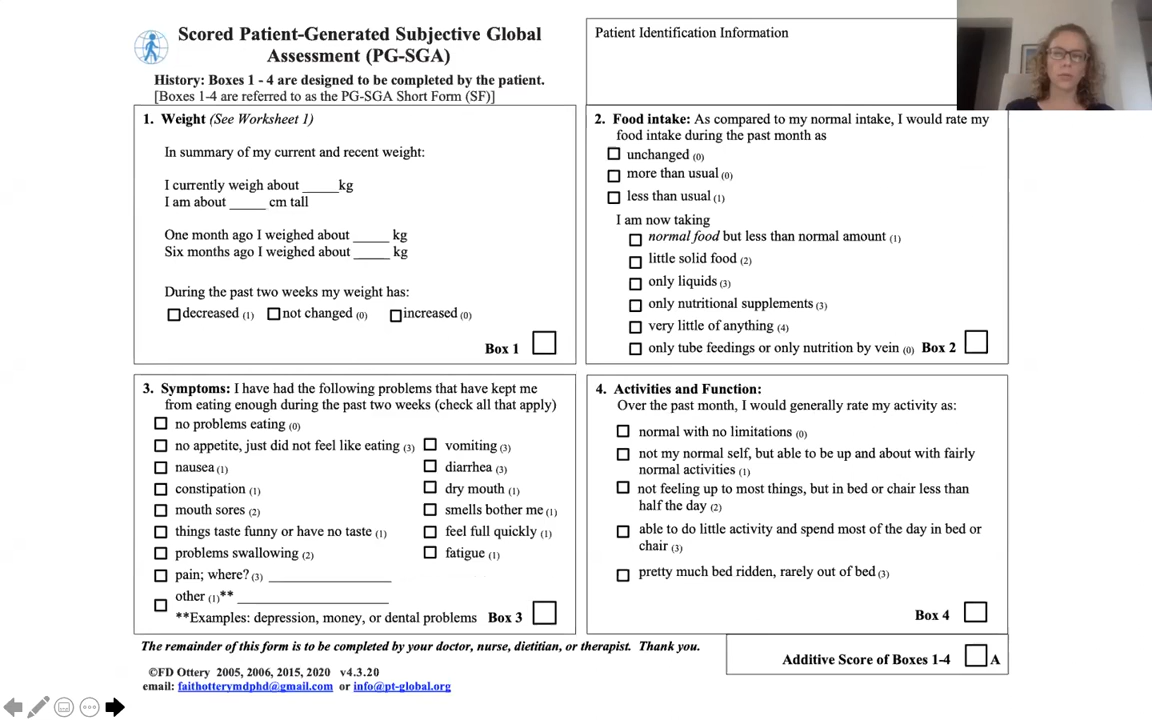 Scored Patient-Generated Subjective Global
Assessment (PG-SGA)
History: Boxes 1 - 4 are designed to be completed by the patient.
[Boxes 1-4 are referred to as the PG-SGA Short Form (SF)]
Patient Identification Information
1. Weight (See Worksheet 1)
In summary of my current and recent weight:
I currently weigh about _____kg
I am about _____ cm tall
One month ago I weighed about _____ kg
Six months ago I weighed about _____ kg
During the past two weeks my weight has:
decreased (1) not changed (0) increased (0)
Box 1
2. Food intake: As compared to my normal intake, I would rate my
food intake during the past month as
unchanged (0)
more than usual (0)
less than usual (1)
I am now taking
normal food but less than normal amount (1)
little solid food (2)
only liquids (3)
only nutritional supplements (3)
very little of anything (4)
only tube feedings or only nutrition by vein (0) Box 2
3. Symptoms: I have had the following problems that have kept me
from eating enough during the past two weeks (check all that apply)
no problems eating (0)
no appetite, just did not feel like eating (3) vomiting (3)
nausea (1) diarrhea (3)
constipation (1) dry mouth (1)
mouth sores (2) smells bother me (1)
things taste funny or have no taste (1) feel full quickly (1)
problems swallowing (2) fatigue (1)
pain; where? (3) __________________
other (1)** ______________________
**Examples: depression, money, or dental problems Box 3
4. Activities and Function:
Over the past month, I would generally rate my activity as:
normal with no limitations (0)
not my normal self, but able to be up and about with fairly
normal activities (1)
not feeling up to most things, but in bed or chair less than
half the day (2)
able to do little activity and spend most of the day in bed or
chair (3)
pretty much bed ridden, rarely out of bed (3)
Box 4
The remainder of this form is to be completed by your doctor, nurse, dietitian, or therapist. Thank you.
Additive Score of Boxes 1-4 A
©FD Ottery 2005, 2006, 2015, 2020 v4.3.20
email: faithotterymdphd@gmail.com or info@pt-global.org